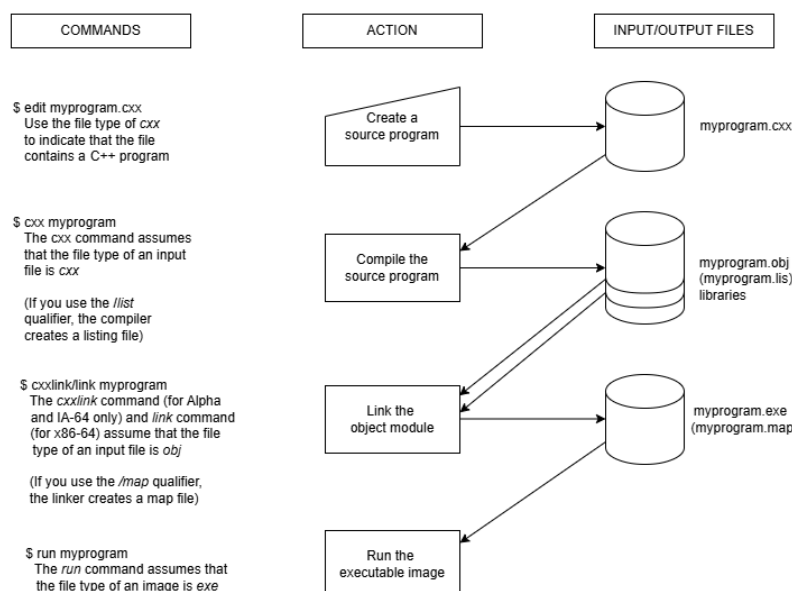 COMMANDS
ACTION
INPUT/OUTPUT FILES
$ edit myprogram.cxx
Use the file type of cxx
to indicate that the file
contains a C++ program
Create a
source program
myprogram.cxx
$ cxx myprogram
The cxx command assumes
that the file type of an input
file is cxx
(If you use the /list
qualifier, the compiler
creates a listing file)
Compile the
source program
myprogram.obj
(myprogram.lis)
libraries
$ cxxlink/link myprogram
The cxxlink command (for Alpha
and IA-64 only) and link command
(for x86-64) assume that the file
type of an input file is obj
(If you use the /map qualifier,
the linker creates a map file)
Link the
object module
myprogram.exe
(myprogram.map
$ run myprogram
The run command assumes that
the file type of an image is exe
Run the
executable image